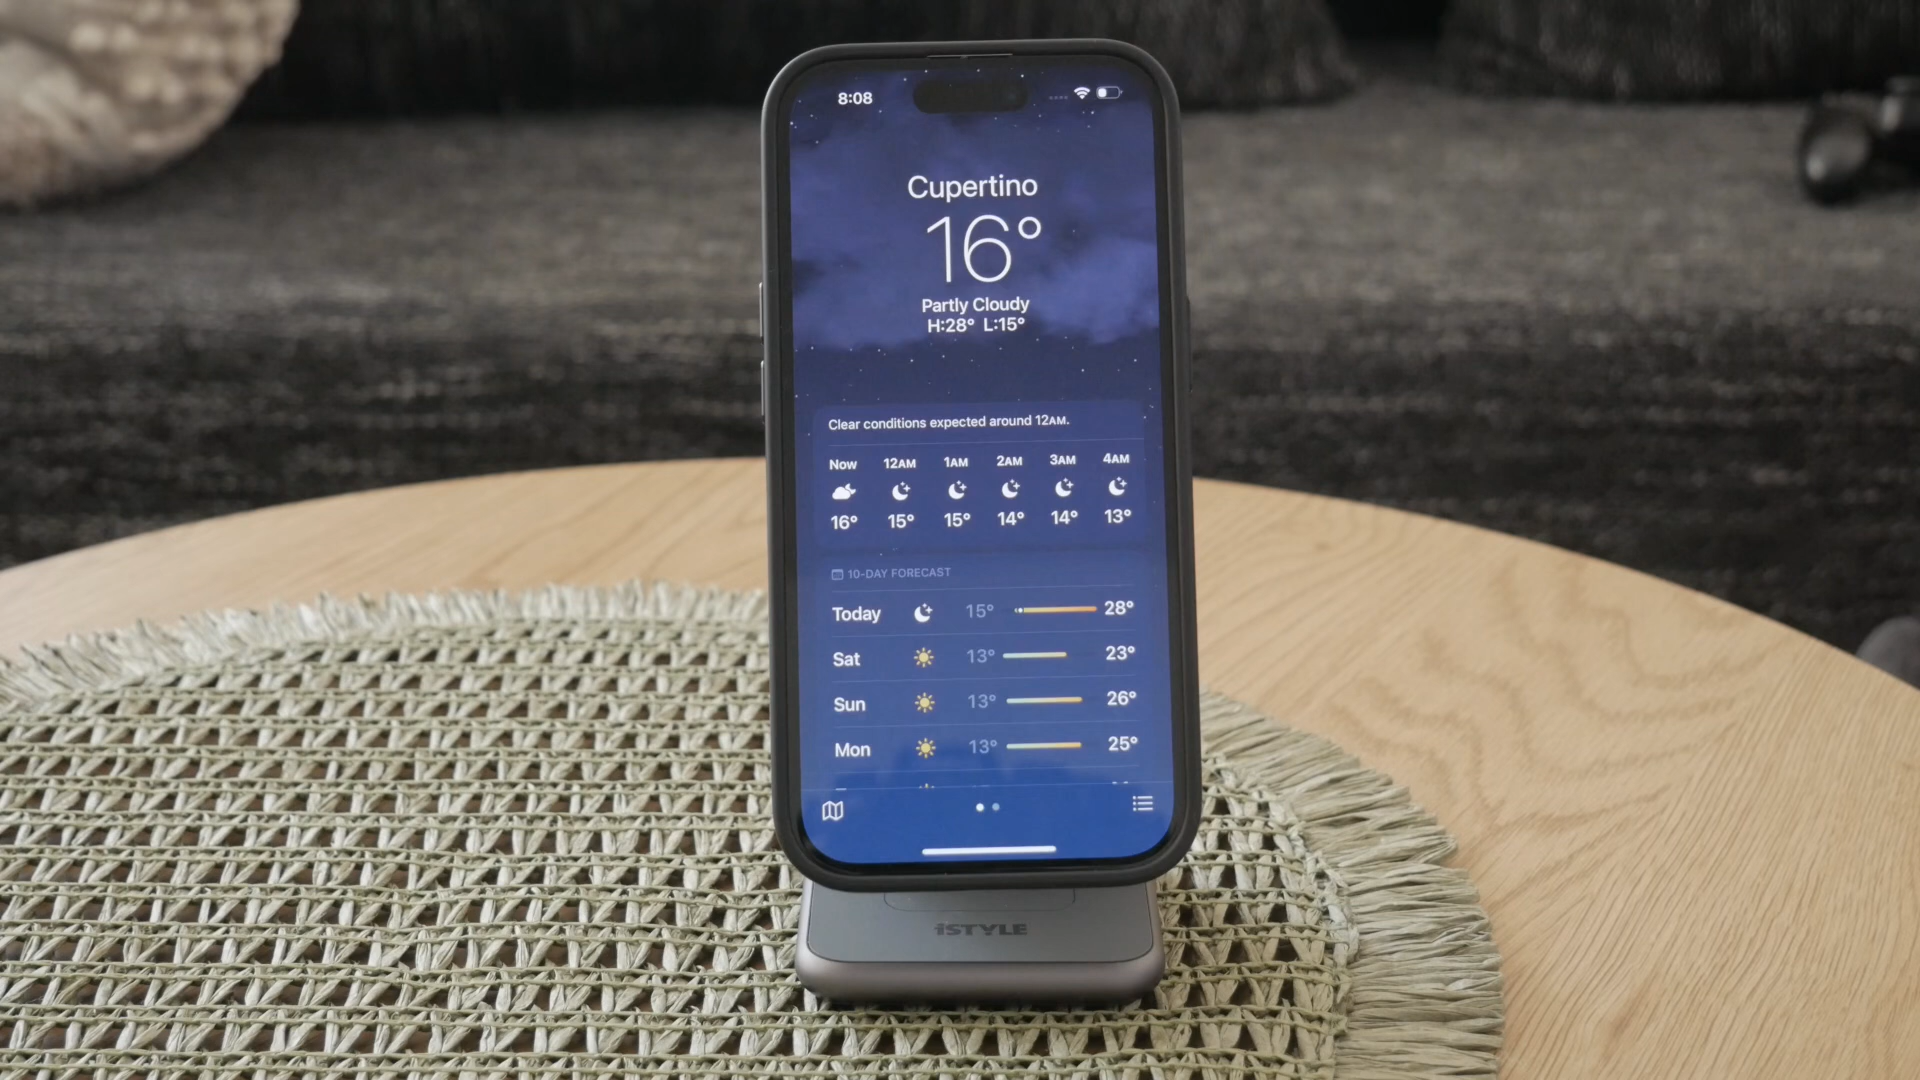 8:08
Cupertino
16°
Partly Cloudy
H:28° L:15°
Clear conditions expected around 12AM.
Now 12AM 1AM 2AM 3AM 4AM
16° 15° 15° 14° 14° 13°
10-DAY FORECAST
Today 15° 28°
Sat 13° 23°
Sun 13° 26°
Mon 13° 25°
iSTYLE